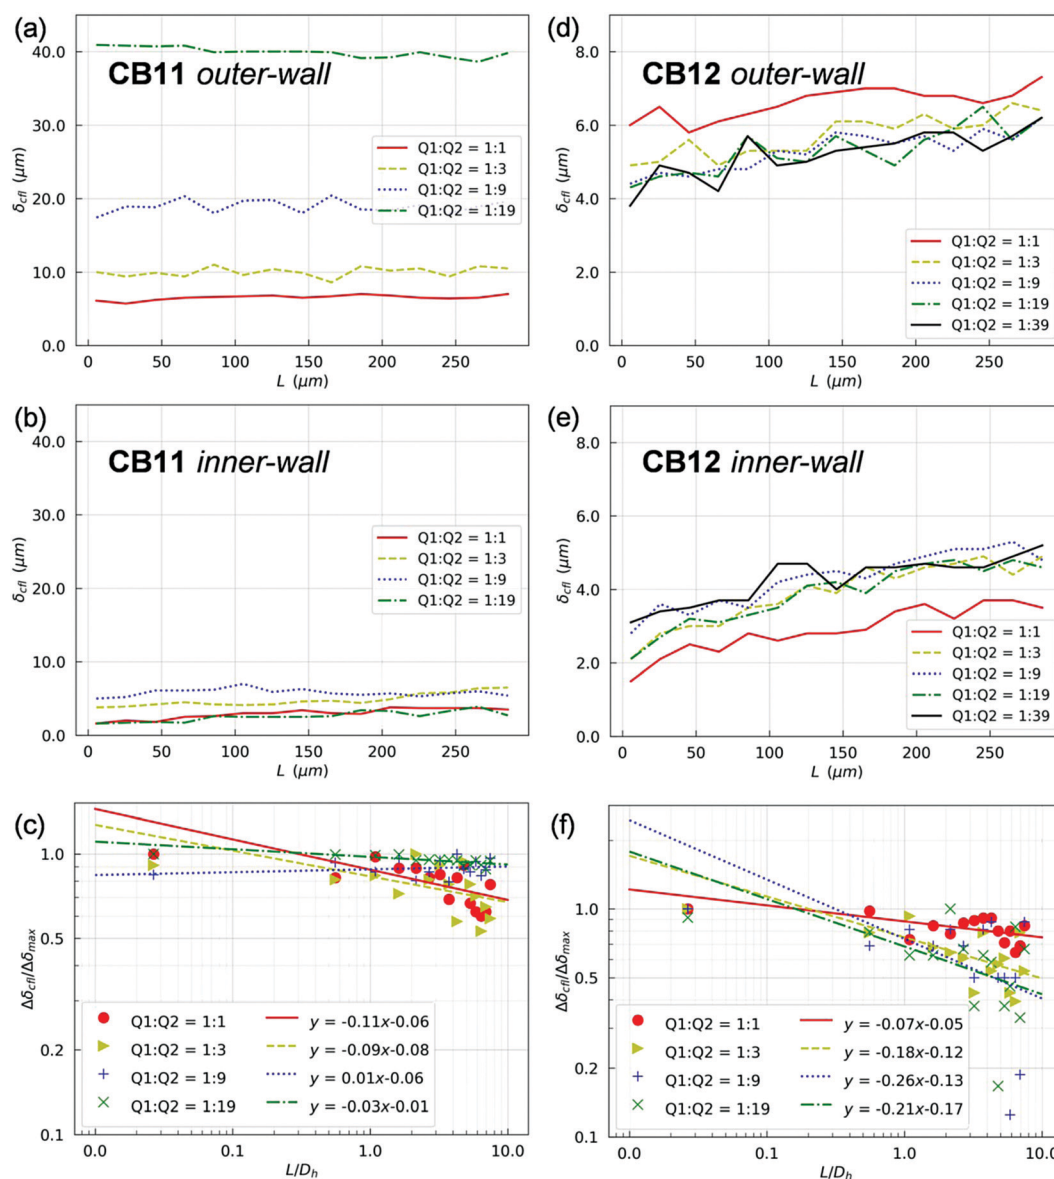 (a)
CB11 outer-wall
40.0
30.0
20.0
10.0
0.0
δcfl (μm)
Q1:Q2 = 1:1
Q1:Q2 = 1:3
Q1:Q2 = 1:9
Q1:Q2 = 1:19
0 50 100 150 200 250
L (μm)
(d)
CB12 outer-wall
8.0
6.0
4.0
2.0
0.0
δcfl (μm)
Q1:Q2 = 1:1
Q1:Q2 = 1:3
Q1:Q2 = 1:9
Q1:Q2 = 1:19
Q1:Q2 = 1:39
0 50 100 150 200 250
L (μm)
(b)
CB11 inner-wall
40.0
30.0
20.0
10.0
0.0
δcfl (μm)
Q1:Q2 = 1:1
Q1:Q2 = 1:3
Q1:Q2 = 1:9
Q1:Q2 = 1:19
0 50 100 150 200 250
L (μm)
(e)
CB12 inner-wall
8.0
6.0
4.0
2.0
0.0
δcfl (μm)
Q1:Q2 = 1:1
Q1:Q2 = 1:3
Q1:Q2 = 1:9
Q1:Q2 = 1:19
Q1:Q2 = 1:39
0 50 100 150 200 250
L (μm)
(c)
1.0
0.5
0.2
0.1
Δδcfl/Δδmax
Q1:Q2 = 1:1 y = -0.11x-0.06
Q1:Q2 = 1:3 y = -0.09x-0.08
Q1:Q2 = 1:9 y = 0.01x-0.06
Q1:Q2 = 1:19 y = -0.03x-0.01
0.0 0.1 1.0 10.0
L/Dh
(f)
1.0
0.5
0.2
0.1
Δδcfl/Δδmax
Q1:Q2 = 1:1 y = -0.07x-0.05
Q1:Q2 = 1:3 y = -0.18x-0.12
Q1:Q2 = 1:9 y = -0.26x-0.13
Q1:Q2 = 1:19 y = -0.21x-0.17
0.0 0.1 1.0 10.0
L/Dh